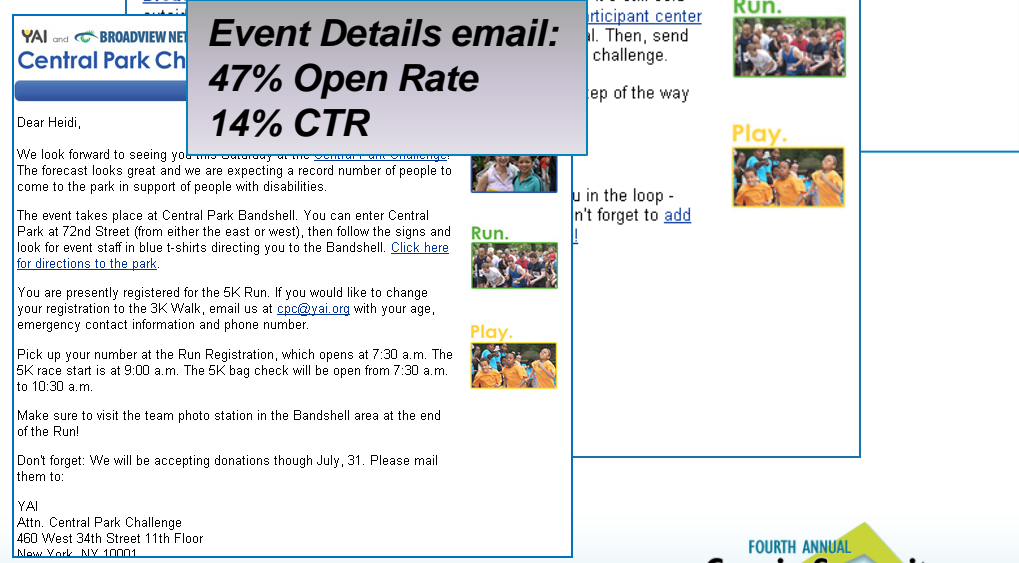 Event Details email:
47% Open Rate
14% CTR
YAI and BROADVIEW NET
Central Park Ch
Dear Heidi,
We look forward to seeing you this Saturday at the Central Park Challenge!
The forecast looks great and we are expecting a record number of people to
come to the park in support of people with disabilities.
The event takes place at Central Park Bandshell. You can enter Central
Park at 72nd Street (from either the east or west), then follow the signs and
look for event staff in blue t-shirts directing you to the Bandshell. Click here
for directions to the park.
You are presently registered for the 5K Run. If you would like to change
your registration to the 3K Walk, email us at cpc@yai.org with your age,
emergency contact information and phone number.
Pick up your number at the Run Registration, which opens at 7:30 a.m. The
5K race start is at 9:00 a.m. The 5K bag check will be open from 7:30 a.m.
to 10:30 a.m.
Make sure to visit the team photo station in the Bandshell area at the end
of the Run!
Don't forget: We will be accepting donations though July, 31. Please mail
them to:
YAI
Attn. Central Park Challenge
460 West 34th Street 11th Floor
New York, NY 10001
Run.
Play.
articipant center
al. Then, send
challenge.
tep of the way
u in the loop -
n't forget to add
!
Run.
Play.
FOURTH ANNUAL